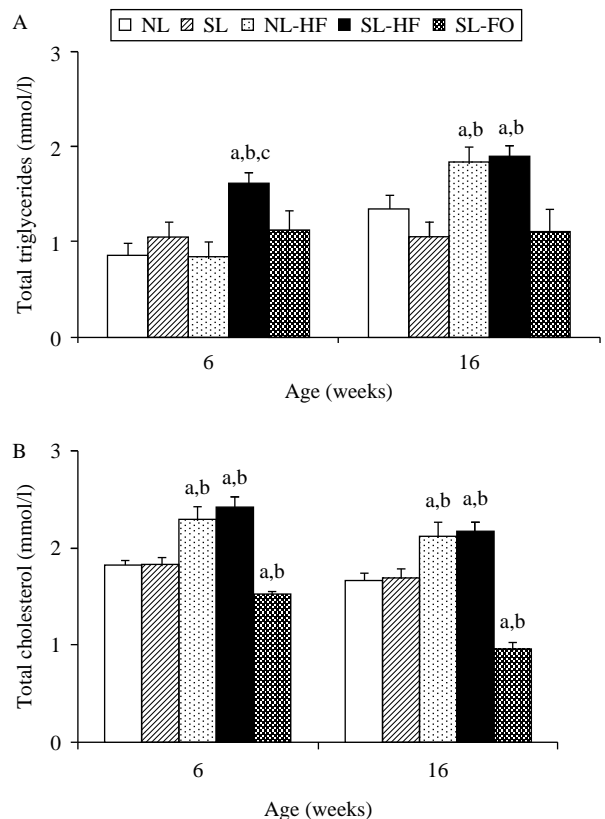 A
NL SL NL-HF SL-HF SL-FO
Total triglycerides (mmol/l)
3
2
1
0
a,b,c
a,b a,b
6 16
Age (weeks)
B
Total cholesterol (mmol/l)
3
2
1
0
a,b a,b
a,b
a,b a,b
a,b
6 16
Age (weeks)